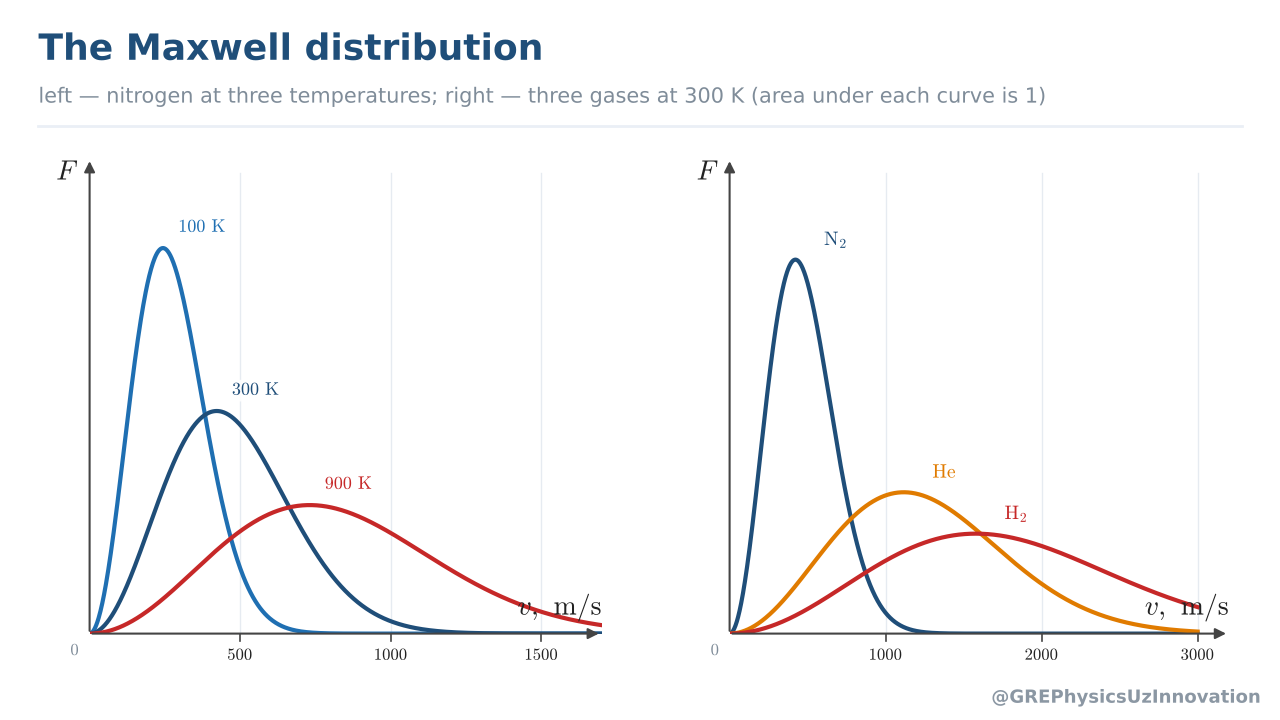 The Maxwell distribution
left — nitrogen at three temperatures; right — three gases at 300 K (area under each curve is 1)
F
100 K
300 K
900 K
v, m/s
0
500
1000
1500
F
N₂
He
H₂
v, m/s
0
1000
2000
3000
@GREPhysicsUzInnovation